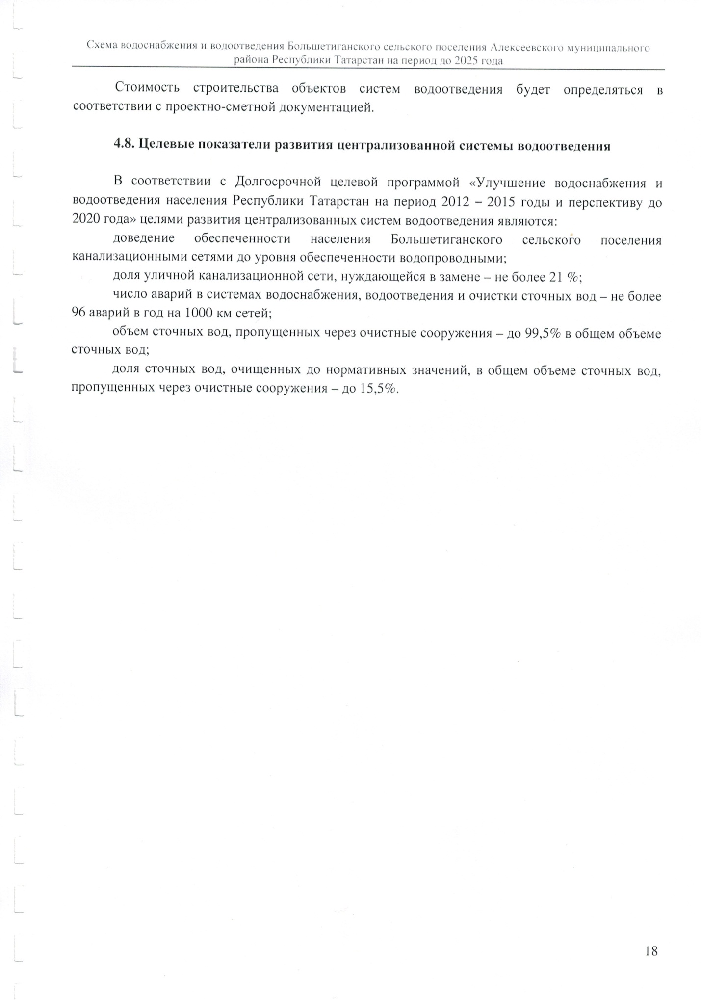 Схема водоснабжения и водоотведения Большетиганского сельского поселения Алексеевского муниципального
района Республики Татарстан на период до 2025 года
Стоимость строительства объектов систем водоотведения будет определяться в
соответствии с проектно-сметной документацией.
4.8. Целевые показатели развития централизованной системы водоотведения
В соответствии с Долгосрочной целевой программой «Улучшение водоснабжения и
водоотведения населения Республики Татарстан на период 2012 – 2015 годы и перспективу до
2020 года» целями развития централизованных систем водоотведения являются:
доведение обеспеченности населения Большетиганского сельского поселения
канализационными сетями до уровня обеспеченности водопроводными;
доля уличной канализационной сети, нуждающейся в замене – не более 21 %;
число аварий в системах водоснабжения, водоотведения и очистки сточных вод – не более
96 аварий в год на 1000 км сетей;
объем сточных вод, пропущенных через очистные сооружения – до 99,5% в общем объеме
сточных вод;
доля сточных вод, очищенных до нормативных значений, в общем объеме сточных вод,
пропущенных через очистные сооружения – до 15,5%.
18